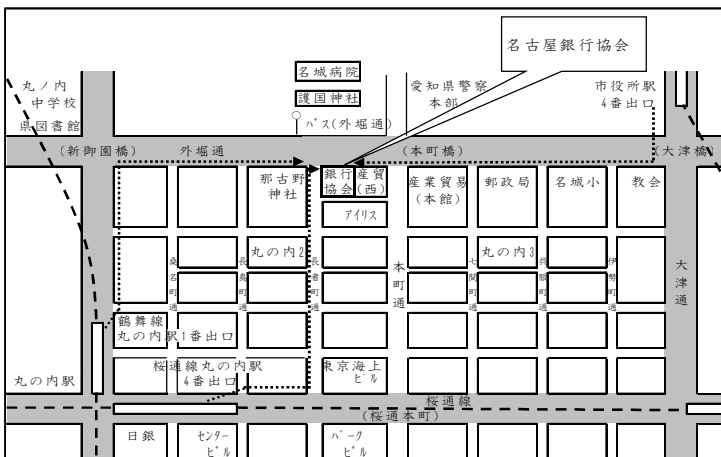 名古屋銀行協会
名城病院
護国神社
ﾊﾞｽ(外堀通)
丸ノ内
中学校
県図書館
愛知県警察
本部
市役所駅
4番出口
(新御園橋)
外堀通
(本町橋)
(大津橋)
那古野
神社
銀行
協会
産貿
(西)
産業貿易
(本館)
郵政局
名城小
教会
ｱｲﾘｽ
丸の内2
丸の内3
桑名町通
長島町通
長者町通
本町通
七間町通
呉服町通
伊勢町通
大津通
鶴舞線
丸の内駅1番出口
桜通線丸の内駅
4番出口
東京海上
ﾋﾞﾙ
丸の内駅
桜通線
(桜通本町)
日銀
ｾﾝﾀｰ
ﾋﾞﾙ
ﾊﾟｰｸ
ﾋﾞﾙ